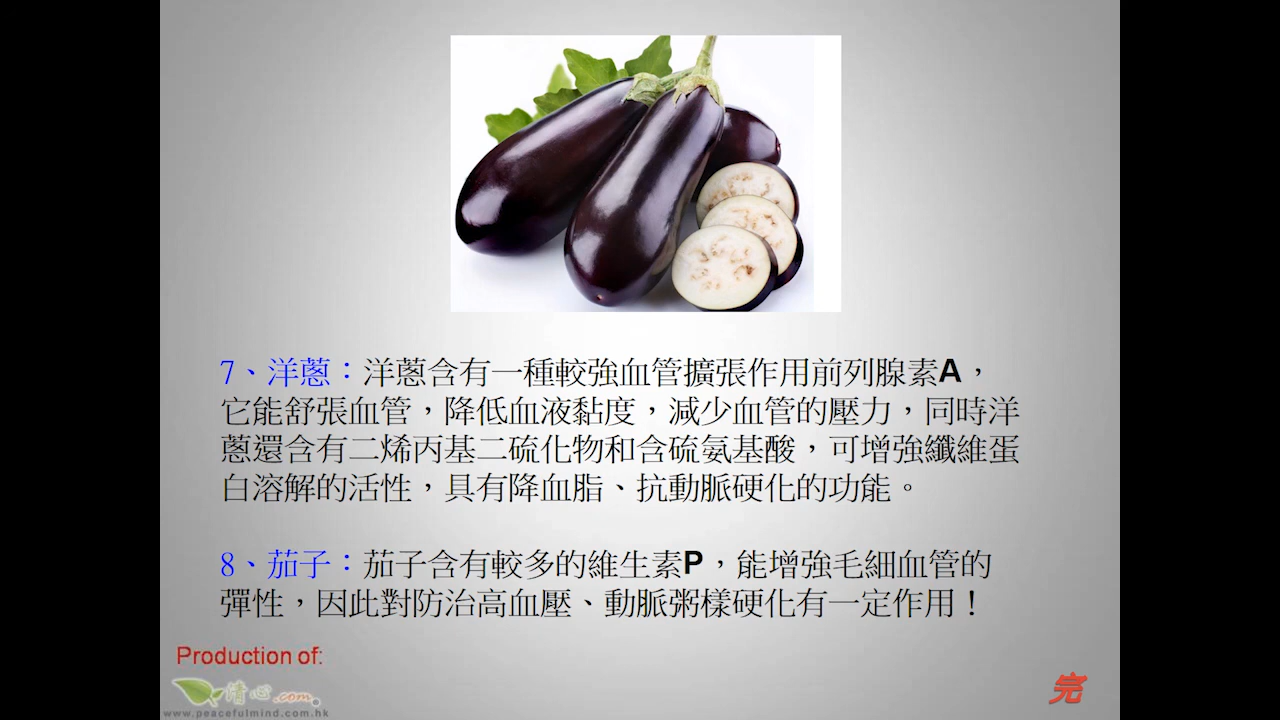 7、洋蔥：洋蔥含有一種較強血管擴張作用前列腺素A，
它能舒張血管，降低血液黏度，減少血管的壓力，同時洋
蔥還含有二烯丙基二硫化物和含硫氨基酸，可增強纖維蛋
白溶解的活性，具有降血脂、抗動脈硬化的功能。
8、茄子：茄子含有較多的維生素P，能增強毛細血管的
彈性，因此對防治高血壓、動脈粥樣硬化有一定作用！
Production of:
清心.com。
www.peacefulmind.com.hk
完